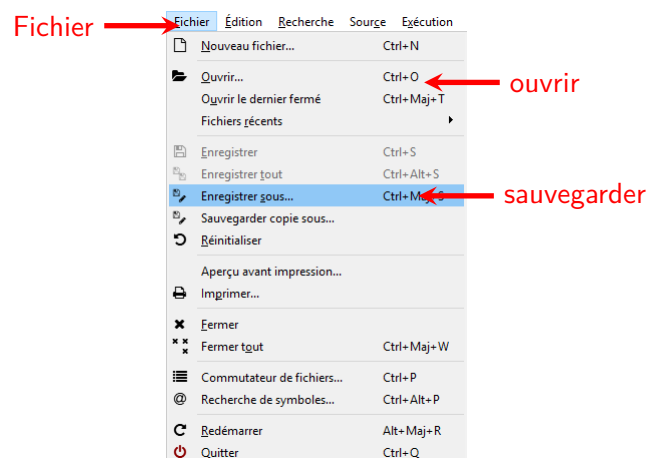 Fichier
Fichier Édition Recherche Source Exécution
Nouveau fichier... Ctrl+N
Ouvrir... Ctrl+O
ouvrir
Ouvrir le dernier fermé Ctrl+Maj+T
Fichiers récents
Enregistrer Ctrl+S
Enregistrer tout Ctrl+Alt+S
Enregistrer sous... Ctrl+Maj+S
sauvegarder
Sauvegarder copie sous...
Réinitialiser
Aperçu avant impression...
Imprimer...
Fermer
Fermer tout Ctrl+Maj+W
Commutateur de fichiers... Ctrl+P
Recherche de symboles... Ctrl+Alt+P
Redémarrer Alt+Maj+R
Quitter Ctrl+Q